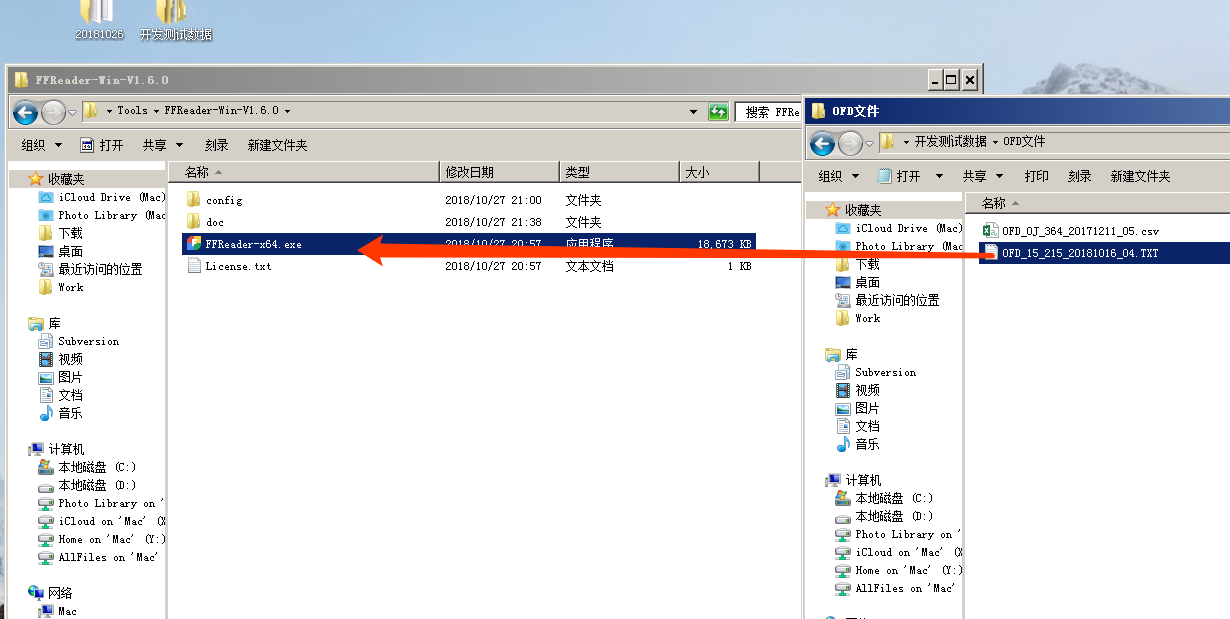 20181026 开发测试数据
FFReader-Win-V1.6.0
Tools FFReader-Win-V1.6.0
搜索 FFRe
组织 打开 共享 刻录 新建文件夹
名称 修改日期 类型 大小
收藏夹
iCloud Drive (Mac)
Photo Library (Mac
下载
桌面
最近访问的位置
Work
库
Subversion
视频
图片
文档
音乐
计算机
本地磁盘 (C:)
本地磁盘 (D:)
Photo Library on '
iCloud on 'Mac' (X
Home on 'Mac' (Y:)
AllFiles on 'Mac'
网络
Mac
config 2018/10/27 21:00 文件夹
doc 2018/10/27 21:38 文件夹
FFReader-x64.exe 2018/10/27 20:57 应用程序 18,673 KB
License.txt 2018/10/27 20:57 文本文档 1 KB
OFD文件
开发测试数据 OFD文件
组织 打开 共享 打印 刻录 新建文件夹
名称
收藏夹
iCloud Drive (Mac)
Photo Library (Mac
下载
桌面
最近访问的位置
Work
库
Subversion
视频
图片
文档
音乐
计算机
本地磁盘 (C:)
本地磁盘 (D:)
Photo Library on '
iCloud on 'Mac' (X
Home on 'Mac' (Y:)
AllFiles on 'Mac'
OFD_0J_364_20171211_05.csv
OFD_15_215_20181016_04.TXT